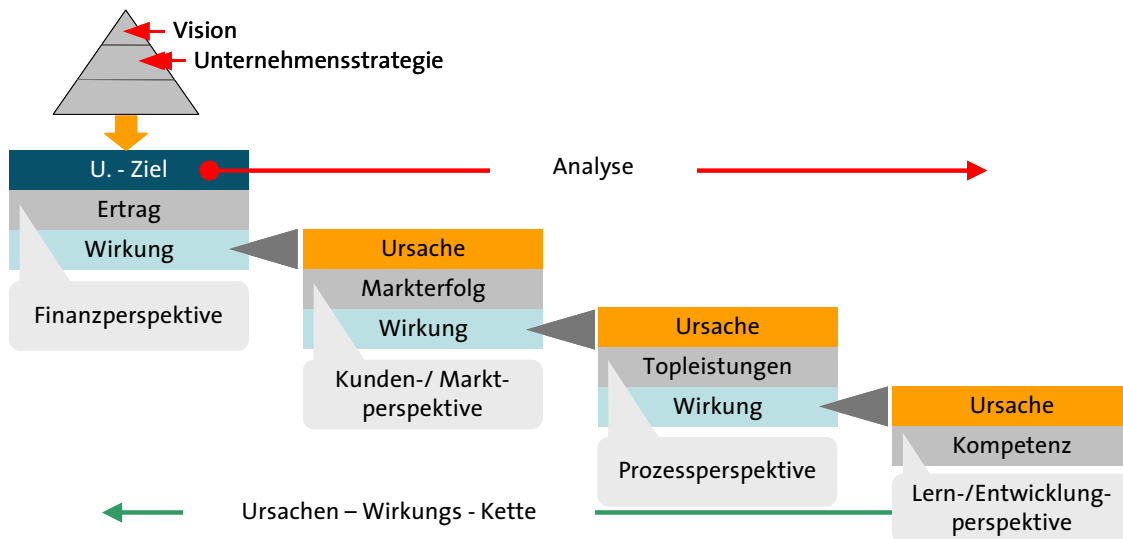 Vision
Unternehmensstrategie
U. - Ziel
Analyse
Ertrag
Wirkung
Finanzperspektive
Ursache
Markterfolg
Wirkung
Kunden-/ Markt-
perspektive
Ursache
Topleistungen
Wirkung
Prozessperspektive
Ursache
Kompetenz
Lern-/Entwicklung-
perspektive
Ursachen – Wirkungs - Kette